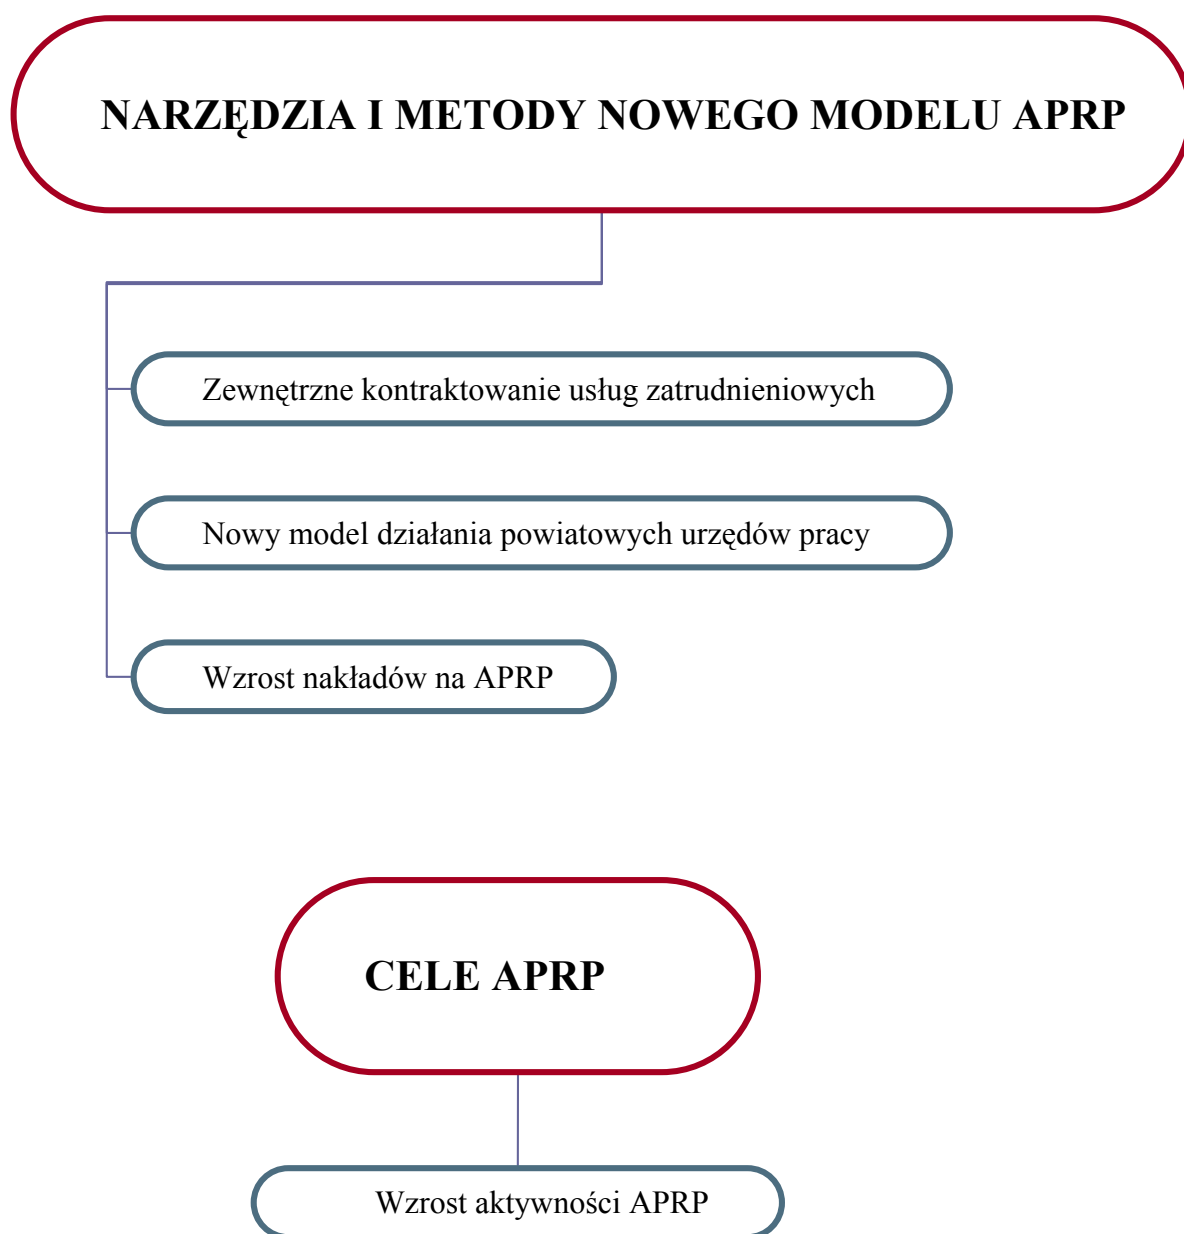 NARZĘDZIA I METODY NOWEGO MODELU APRP
Zewnętrzne kontraktowanie usług zatrudnieniowych
Nowy model działania powiatowych urzędów pracy
Wzrost nakładów na APRP
CELE APRP
Wzrost aktywności APRP